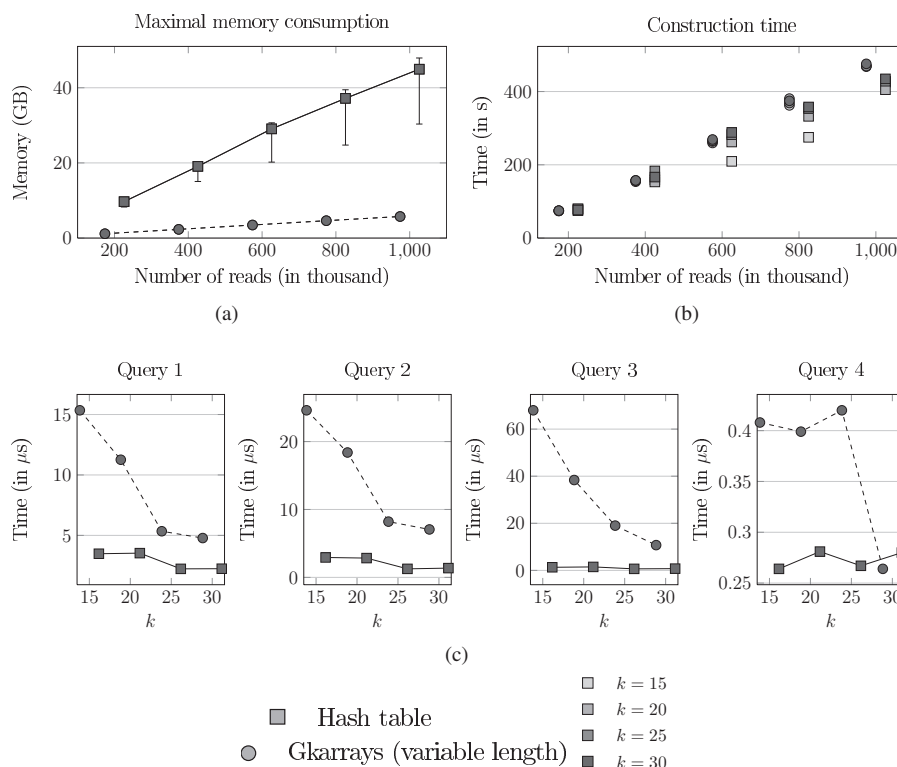 Maximal memory consumption
Memory (GB)
0
20
40
200
400
600
800
1,000
Number of reads (in thousand)
(a)
Construction time
Time (in s)
0
200
400
200
400
600
800
1,000
Number of reads (in thousand)
(b)
Query 1
Time (in µs)
5
10
15
15
20
25
30
k
Query 2
Time (in µs)
0
10
20
15
20
25
30
k
Query 3
Time (in µs)
0
20
40
60
15
20
25
30
k
Query 4
Time (in µs)
0.25
0.3
0.35
0.4
15
20
25
30
k
(c)
Hash table
Gkarrays (variable length)
k = 15
k = 20
k = 25
k = 30